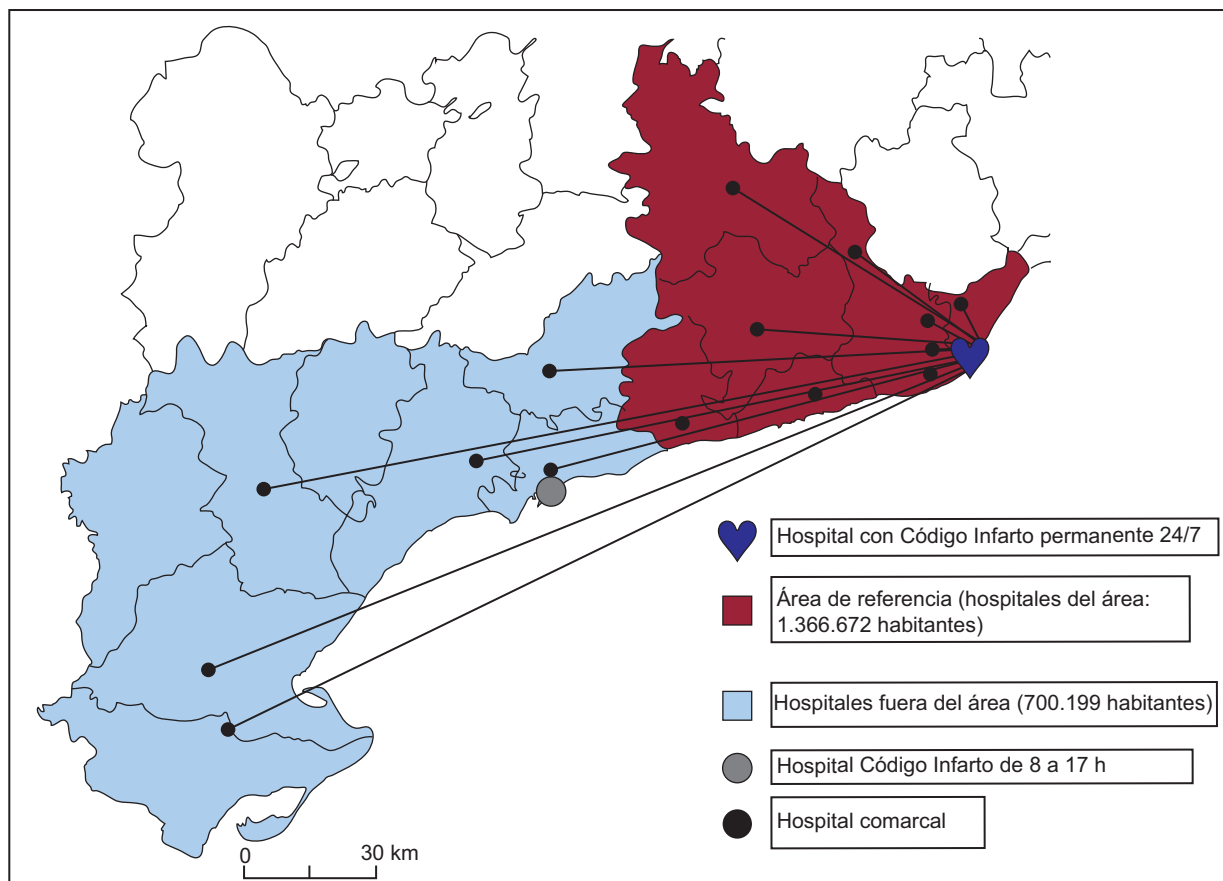 Hospital con Código Infarto permanente 24/7
Área de referencia (hospitales del área:
1.366.672 habitantes)
Hospitales fuera del área (700.199 habitantes)
Hospital Código Infarto de 8 a 17 h
Hospital comarcal
0 30 km